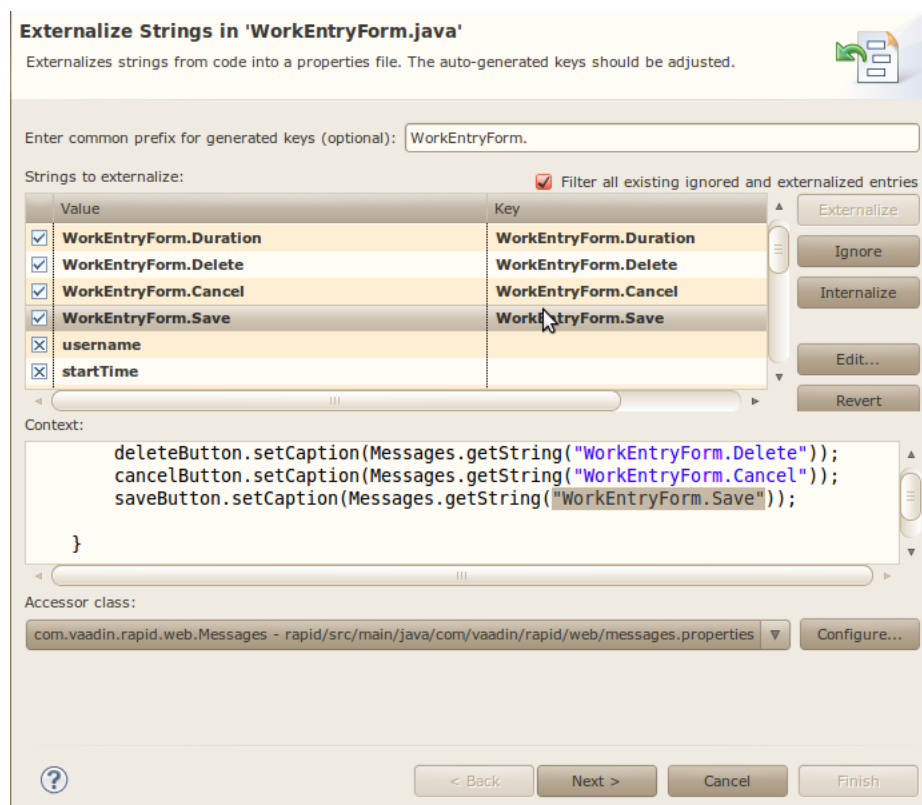 Externalize Strings in 'WorkEntryForm.java'
Externalizes strings from code into a properties file. The auto-generated keys should be adjusted.
Enter common prefix for generated keys (optional): WorkEntryForm.
Strings to externalize:
Filter all existing ignored and externalized entries
Value Key
Externalize
WorkEntryForm.Duration WorkEntryForm.Duration
Ignore
WorkEntryForm.Delete WorkEntryForm.Delete
WorkEntryForm.Cancel WorkEntryForm.Cancel
Internalize
WorkEntryForm.Save WorkEntryForm.Save
username
Edit...
startTime
Revert
Context:
deleteButton.setCaption(Messages.getString("WorkEntryForm.Delete"));
cancelButton.setCaption(Messages.getString("WorkEntryForm.Cancel"));
saveButton.setCaption(Messages.getString("WorkEntryForm.Save"));
}
Accessor class:
com.vaadin.rapid.web.Messages - rapid/src/main/java/com/vaadin/rapid/web/messages.properties
Configure...
< Back Next > Cancel Finish